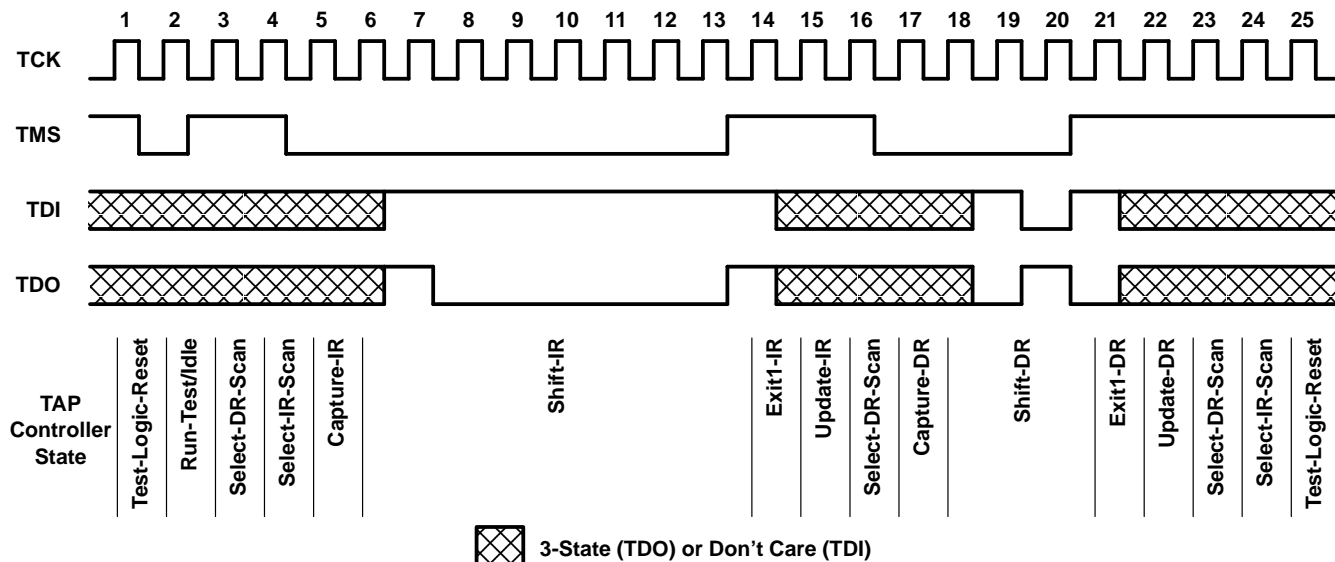 1 2 3 4 5 6 7 8 9 10 11 12 13 14 15 16 17 18 19 20 21 22 23 24 25
TCK
TMS
TDI
TDO
TAP
Controller
State
Test-Logic-Reset
Run-Test/Idle
Select-DR-Scan
Select-IR-Scan
Capture-IR
Shift-IR
Exit1-IR
Update-IR
Select-DR-Scan
Capture-DR
Shift-DR
Exit1-DR
Update-DR
Select-DR-Scan
Select-IR-Scan
Test-Logic-Reset
3-State (TDO) or Don’t Care (TDI)